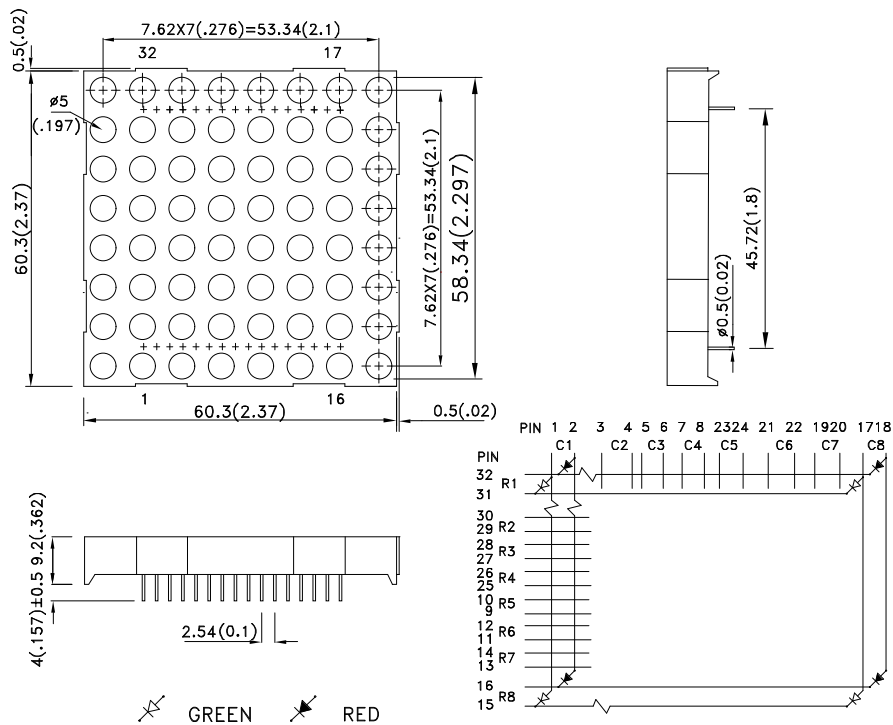 7.62X7(.276)=53.34(2.1)
0.5(.02)
32 17
ø5
(.197)
60.3(2.37)
7.62X7(.276)=53.34(2.1)
58.34(2.297)
45.72(1.8)
ø0.5(0.02)
1 16
60.3(2.37)
0.5(.02)
PIN 1 2 3 4 5 6 7 8 2324 21 22 1920 1718
C1 C2 C3 C4 C5 C6 C7 C8
PIN
32
R1
31
30
R2
29
28
R3
27
26
R4
25
10
R5
9
12
R6
11
14
R7
13
16
R8
15
4(.157)±0.5 9.2(.362)
2.54(0.1)
GREEN RED